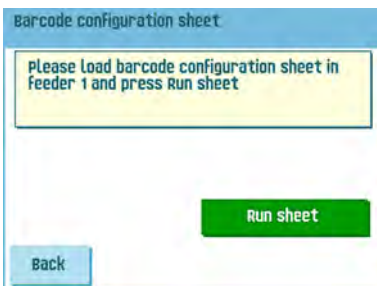 Barcode configuration sheet
Please load barcode configuration sheet in
feeder 1 and press Run sheet
Run sheet
Back